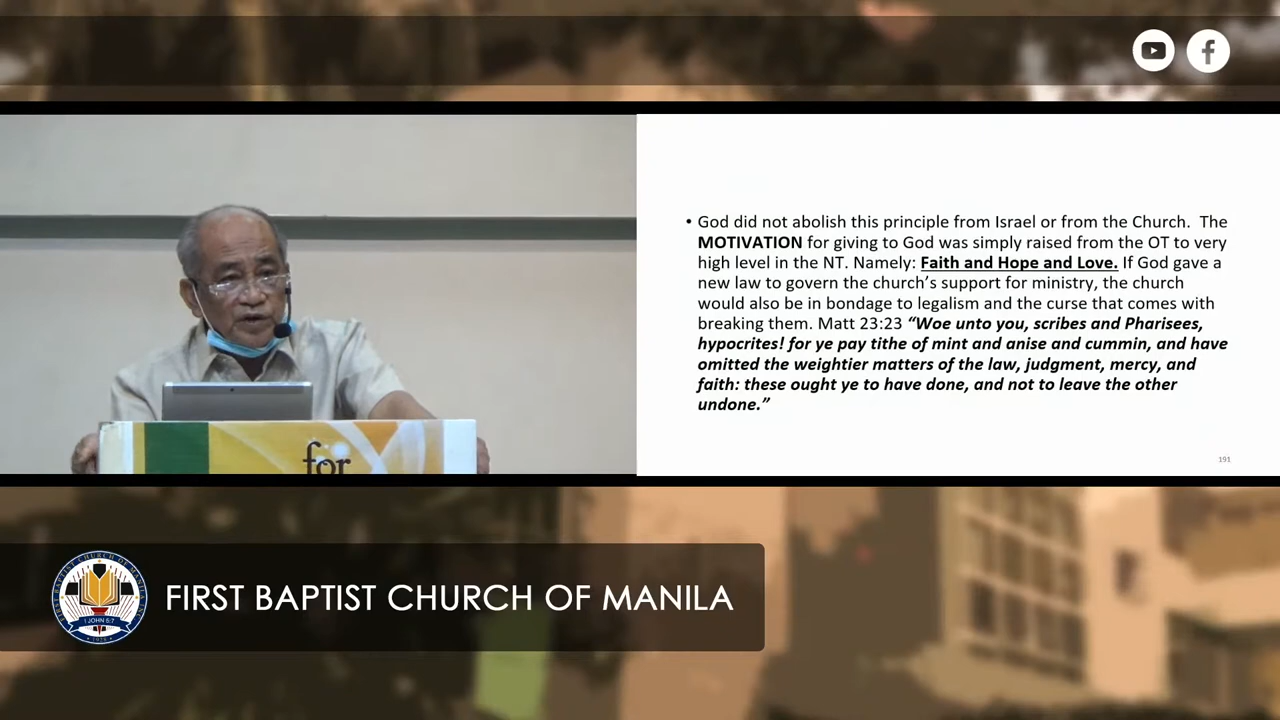 • God did not abolish this principle from Israel or from the Church.  The
MOTIVATION for giving to God was simply raised from the OT to very
high level in the NT. Namely: Faith and Hope and Love. If God gave a
new law to govern the church’s support for ministry, the church
would also be in bondage to legalism and the curse that comes with
breaking them. Matt 23:23 “Woe unto you, scribes and Pharisees,
hypocrites! for ye pay tithe of mint and anise and cummin, and have
omitted the weightier matters of the law, judgment, mercy, and
faith: these ought ye to have done, and not to leave the other
undone.”
191
for
FIRST BAPTIST CHURCH OF MANILA
I JOHN 5:7